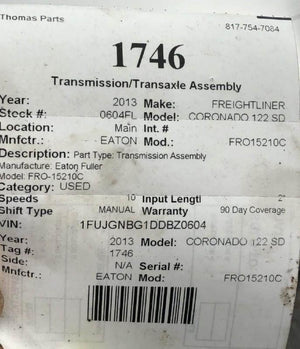 Thomas Parts 817-754-7084
1746
Transmission/Transaxle Assembly
Year: 2013 Make: FREIGHTLINER
Stock #: 0604FL Model: CORONADO 122 SD
Location: Main Int. #
Mnfctr.: EATON Mod.: FRO15210C
Description: Part Type: Transmission Assembly
Manufacture: Eaton Fuller
Model: FRO-15210C
Category: USED
Speeds 10 Input Length 2"
Shift Type MANUAL Warranty 90 Day Coverage
VIN: 1FUJGNBG1DDBZ0604
Year: 2013 Model: CORONADO 122 SD
Tag #: 1746
Side: N/A Serial #:
Mnfctr.: EATON Mod: FRO15210C